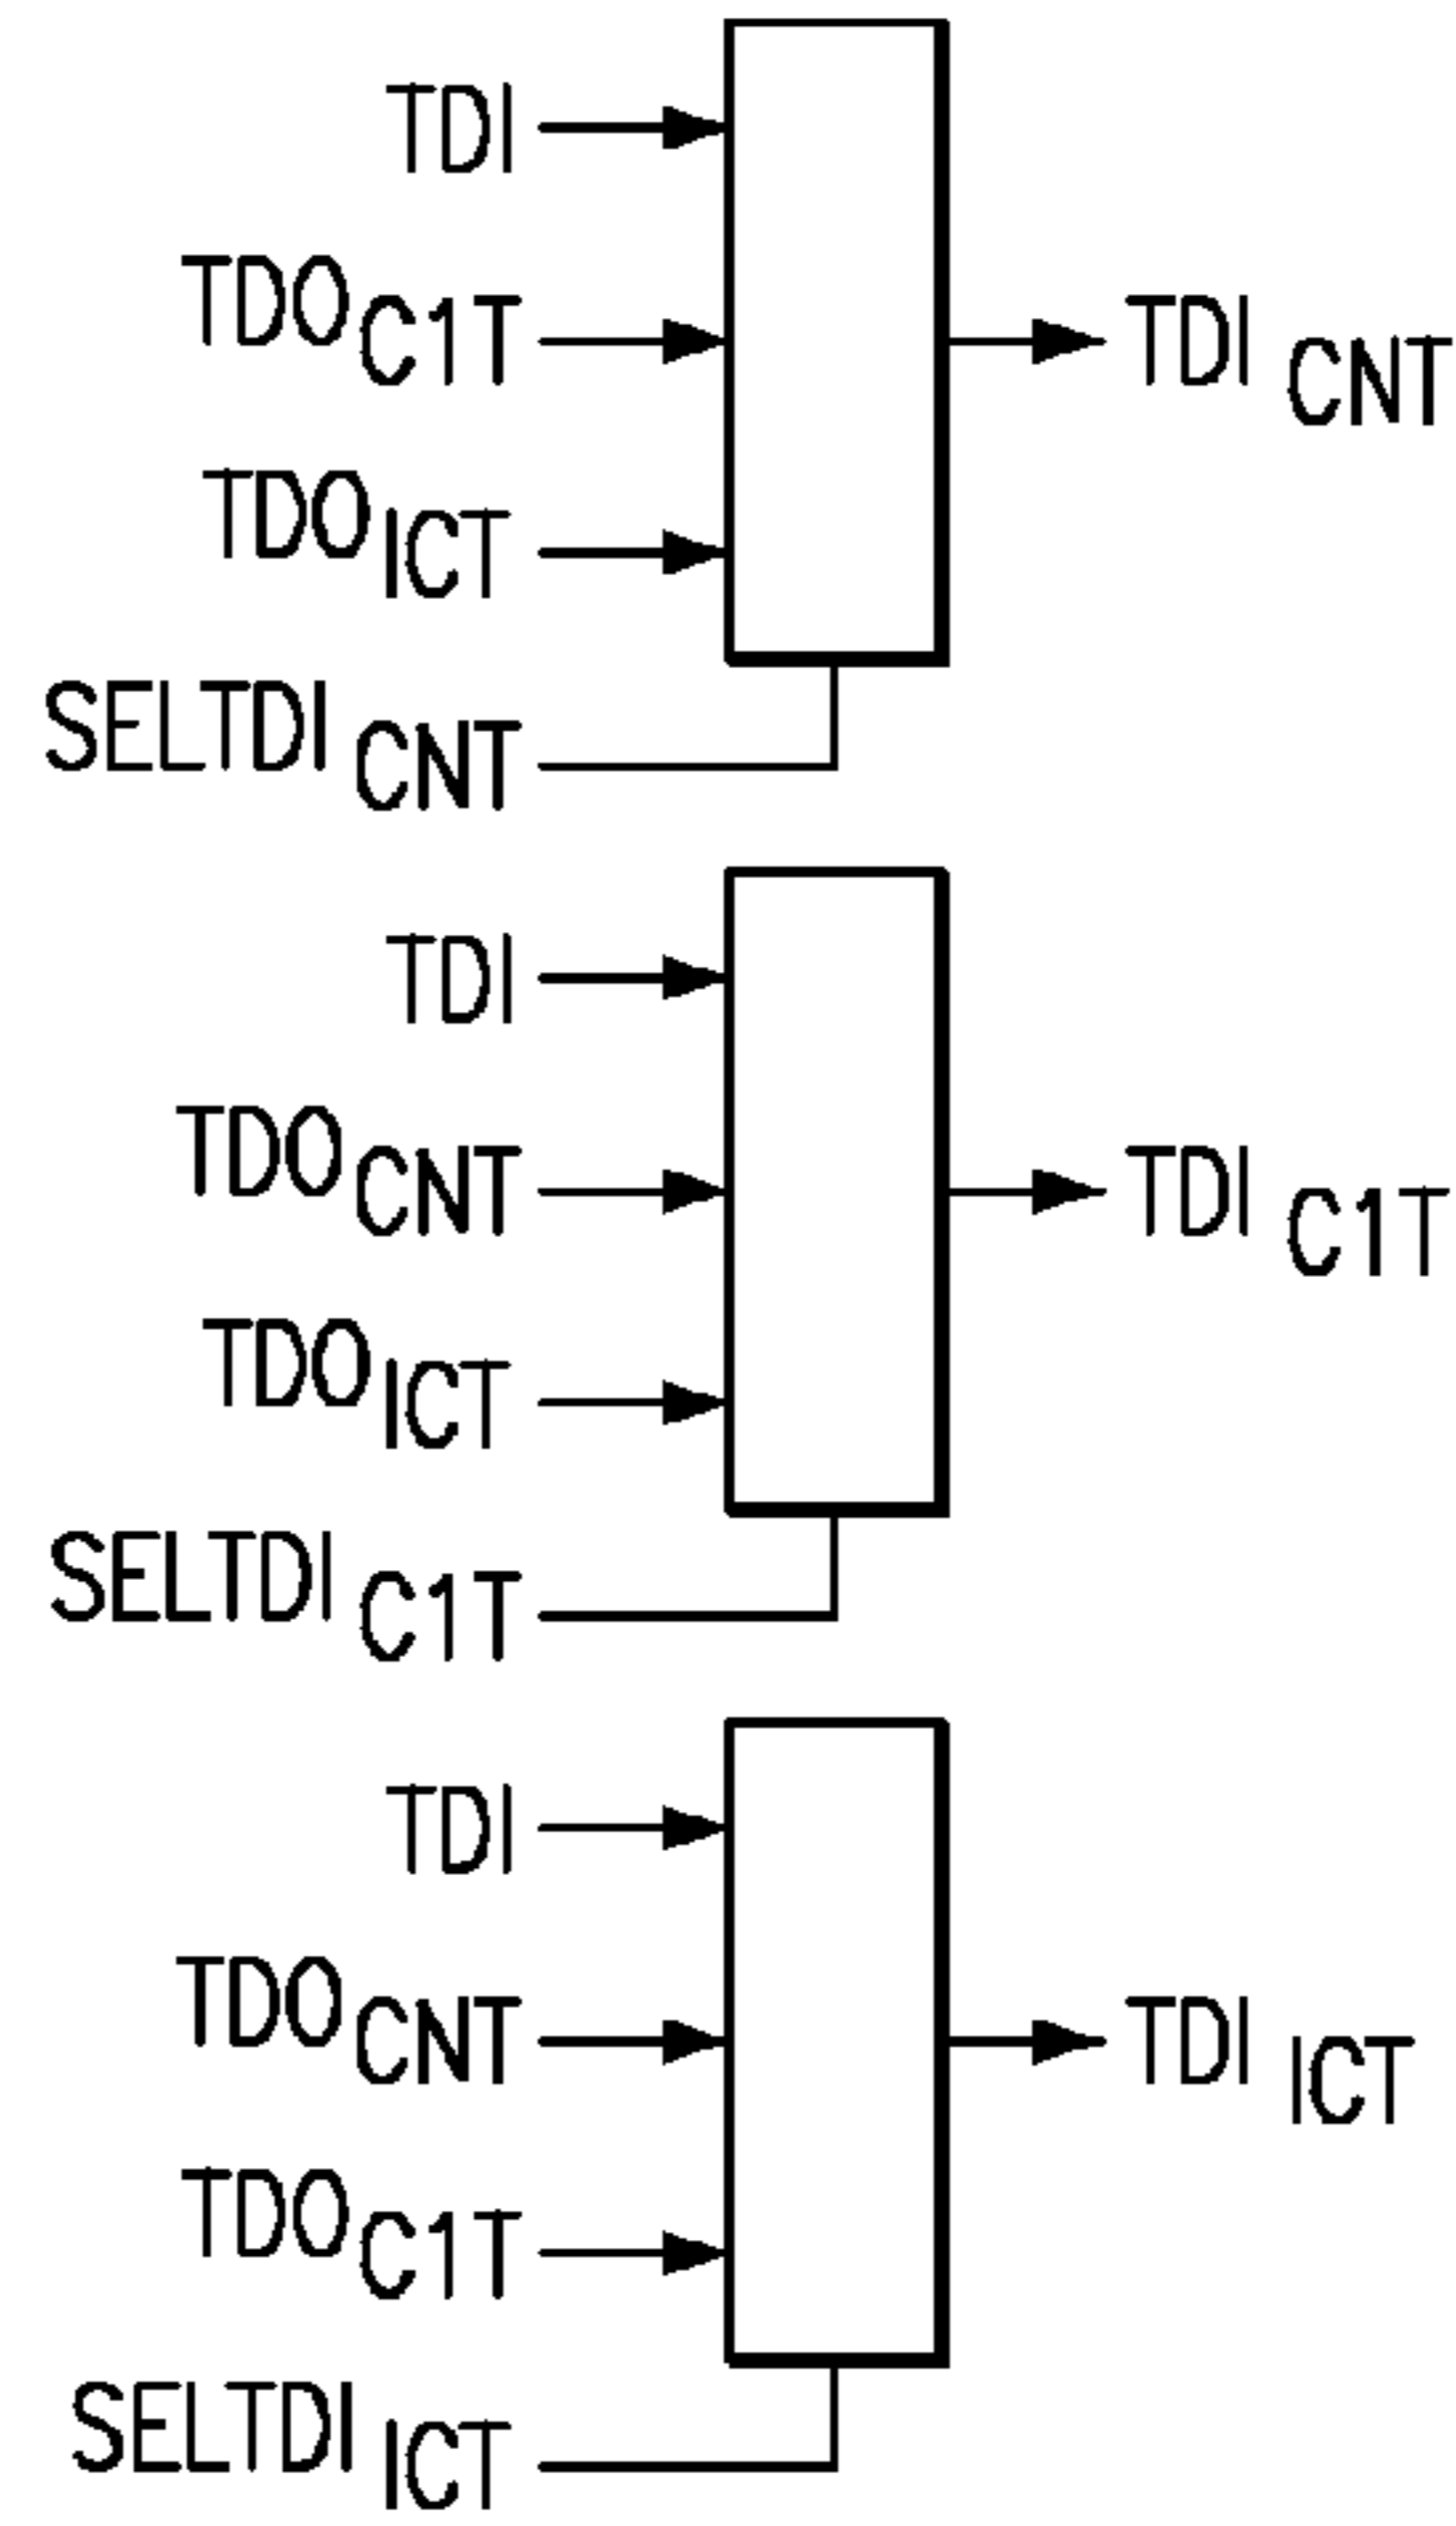 TDI
TDO C1T
TDI CNT
TDO ICT
SELTDI CNT
TDI
TDO CNT
TDI C1T
TDO ICT
SELTDI C1T
TDI
TDO CNT
TDI ICT
TDO C1T
SELTDI ICT